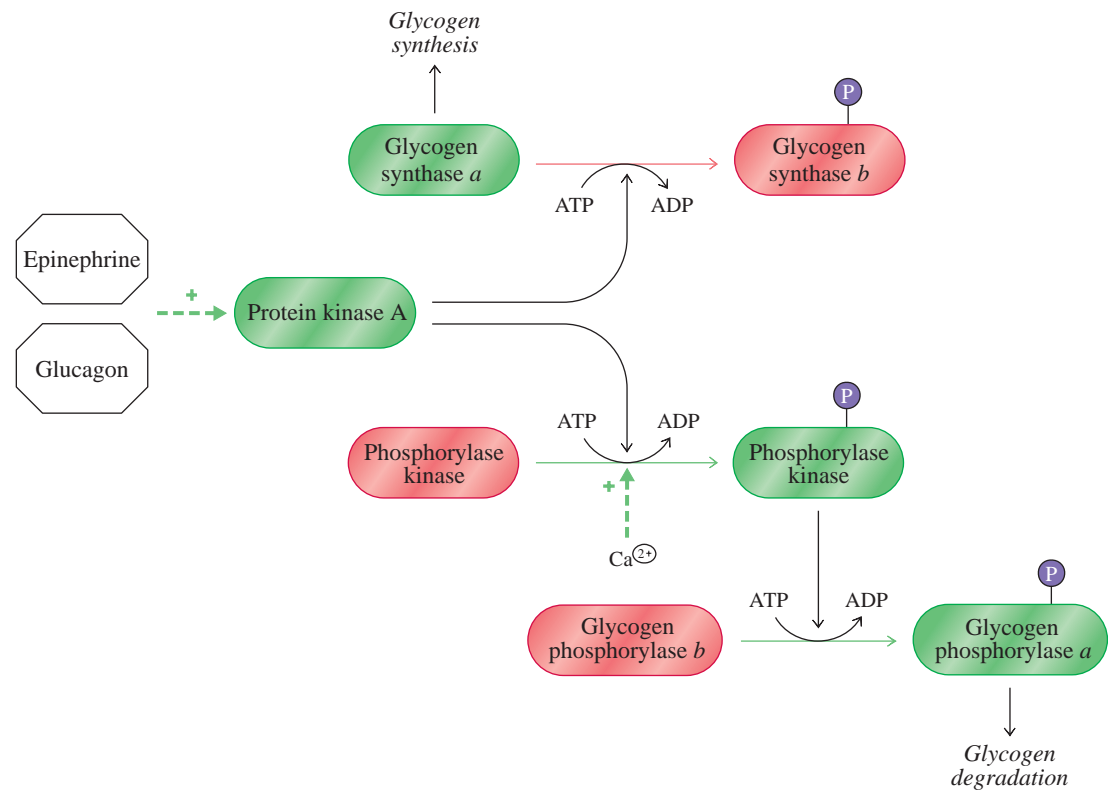 Glycogen
synthesis
P
Glycogen
synthase a
Glycogen
synthase b
ATP
ADP
Epinephrine
+
Protein kinase A
Glucagon
P
ATP
ADP
Phosphorylase
kinase
Phosphorylase
kinase
+
Ca2+
P
ATP
ADP
Glycogen
phosphorylase b
Glycogen
phosphorylase a
Glycogen
degradation